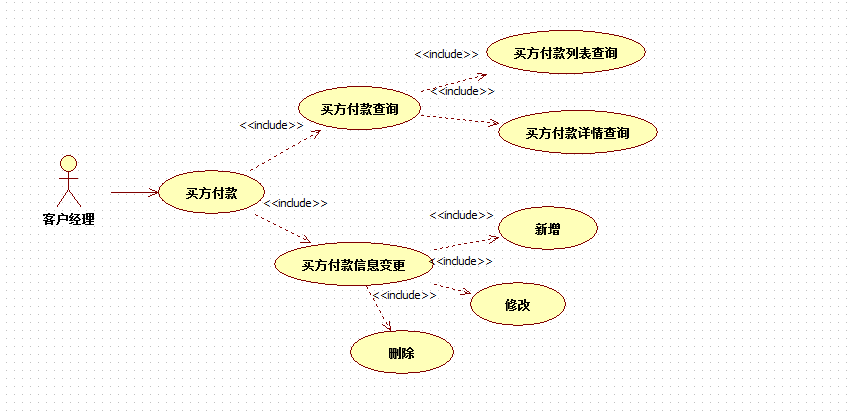 <<include>>
买方付款列表查询
<<include>>
买方付款查询
<<include>>
买方付款详情查询
买方付款
客户经理
<<include>>
<<include>>
新增
买方付款信息变更
<<include>>
<<include>>
修改
删除